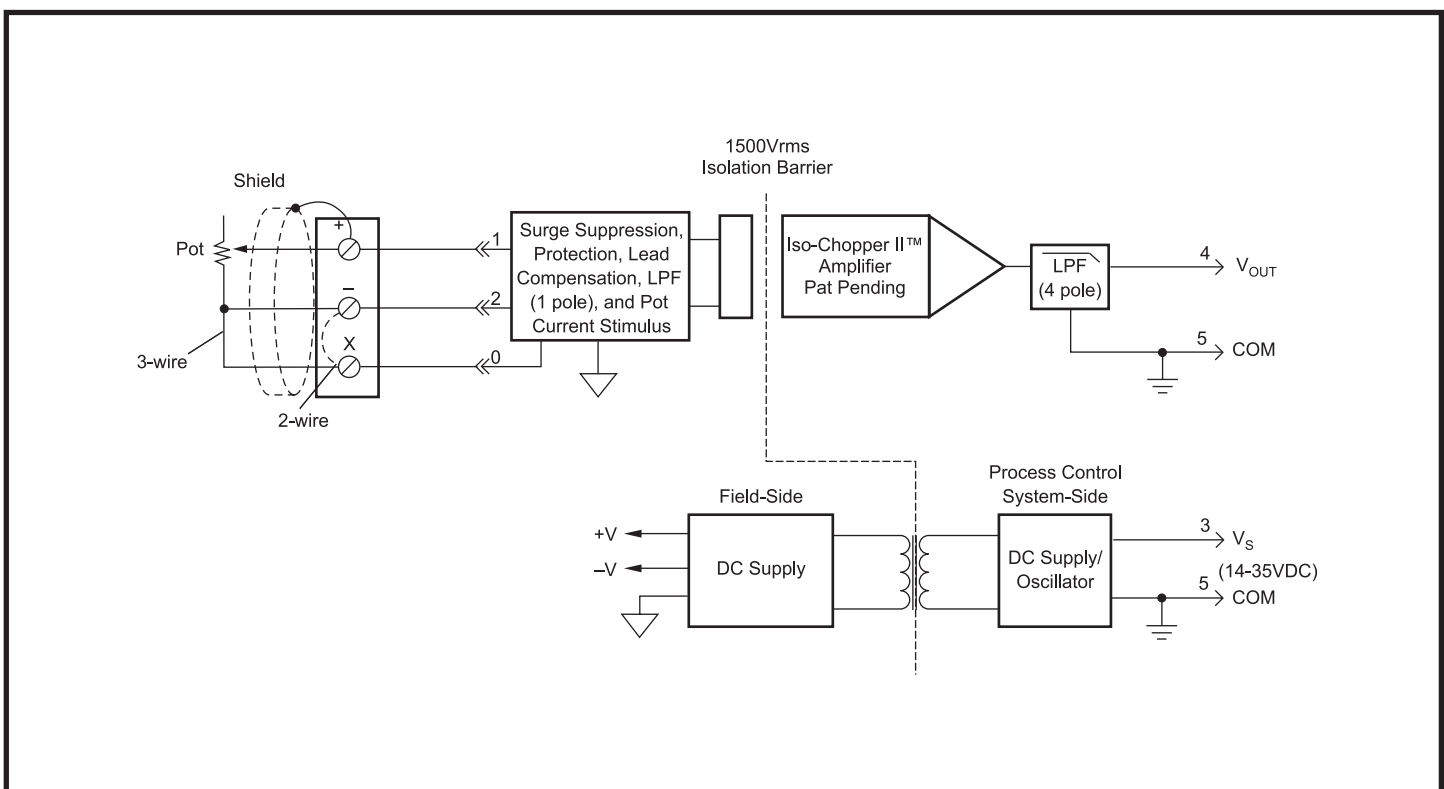 1500Vrms
Isolation Barrier
Shield
Pot
+
–
X
3-wire
2-wire
1
2
0
Surge Suppression,
Protection, Lead
Compensation, LPF
(1 pole), and Pot
Current Stimulus
Iso-Chopper II™
Amplifier
Pat Pending
LPF
(4 pole)
4
VOUT
5
COM
Field-Side
+V
–V
DC Supply
Process Control
System-Side
DC Supply/
Oscillator
3
VS
(14-35VDC)
5
COM